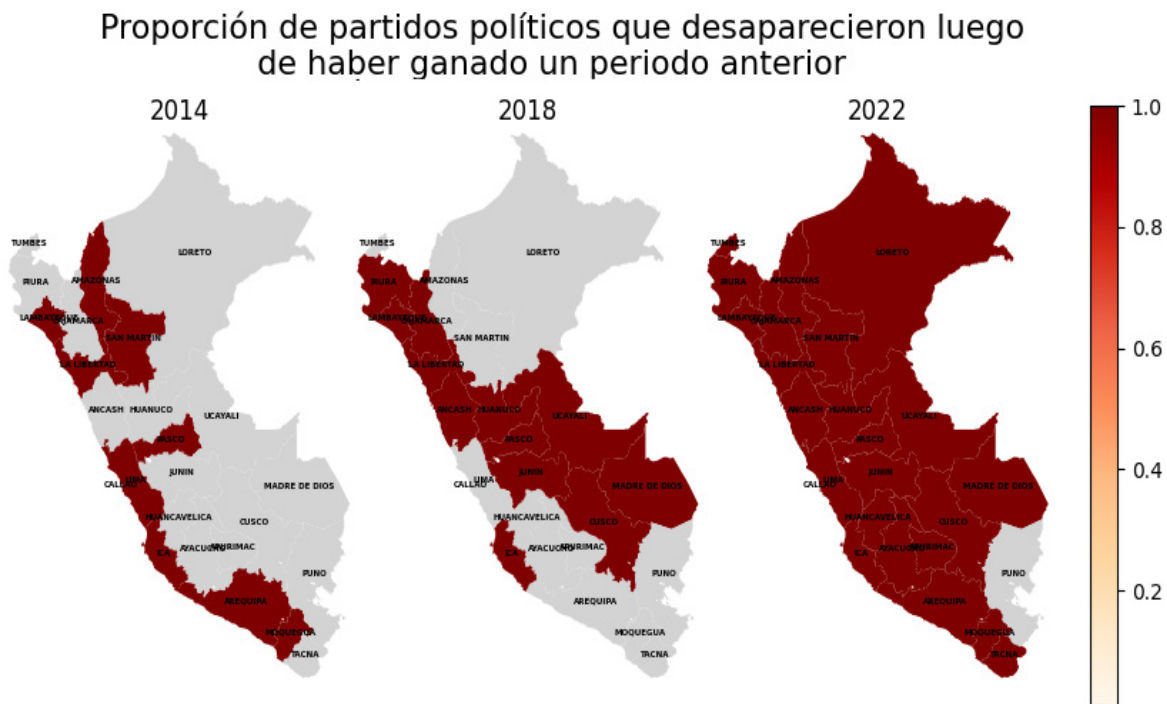 Proporción de partidos políticos que desaparecieron luego
de haber ganado un periodo anterior
2014
TUMBES
LORETO
PIURA
AMAZONAS
LAMBAYEQUE
CAJAMARCA
SAN MARTIN
LA LIBERTAD
ANCASH
HUANUCO
UCAYALI
PASCO
JUNIN
LIMA
CALLAO
MADRE DE DIOS
HUANCAVELICA
CUSCO
ICA
AYACUCHO
APURIMAC
PUNO
AREQUIPA
MOQUEGUA
TACNA
2018
TUMBES
LORETO
PIURA
AMAZONAS
LAMBAYEQUE
CAJAMARCA
SAN MARTIN
LA LIBERTAD
ANCASH
HUANUCO
UCAYALI
PASCO
JUNIN
LIMA
CALLAO
MADRE DE DIOS
HUANCAVELICA
CUSCO
ICA
AYACUCHO
APURIMAC
PUNO
AREQUIPA
MOQUEGUA
TACNA
2022
TUMBES
LORETO
PIURA
AMAZONAS
LAMBAYEQUE
CAJAMARCA
SAN MARTIN
LA LIBERTAD
ANCASH
HUANUCO
UCAYALI
PASCO
JUNIN
LIMA
CALLAO
MADRE DE DIOS
HUANCAVELICA
CUSCO
ICA
AYACUCHO
APURIMAC
PUNO
AREQUIPA
MOQUEGUA
TACNA
1.0
0.8
0.6
0.4
0.2